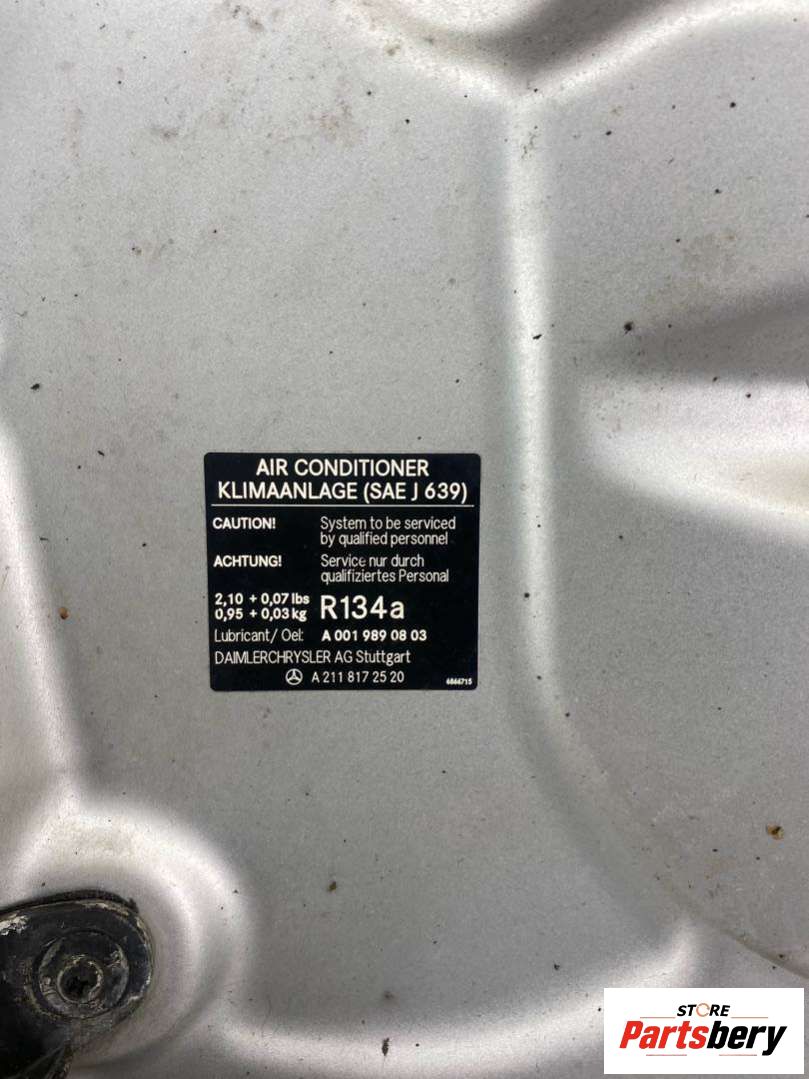 AIR CONDITIONER
KLIMAANLAGE (SAE J 639)
CAUTION! System to be serviced
by qualified personnel
ACHTUNG! Service nur durch
qualifiziertes Personal
2,10 + 0,07 lbs
0,95 + 0,03 kg R134a
Lubricant/ Oel: A 001 989 08 03
DAIMLERCHRYSLER AG Stuttgart
A 211 817 25 20 6866715
STORE
Partsbery